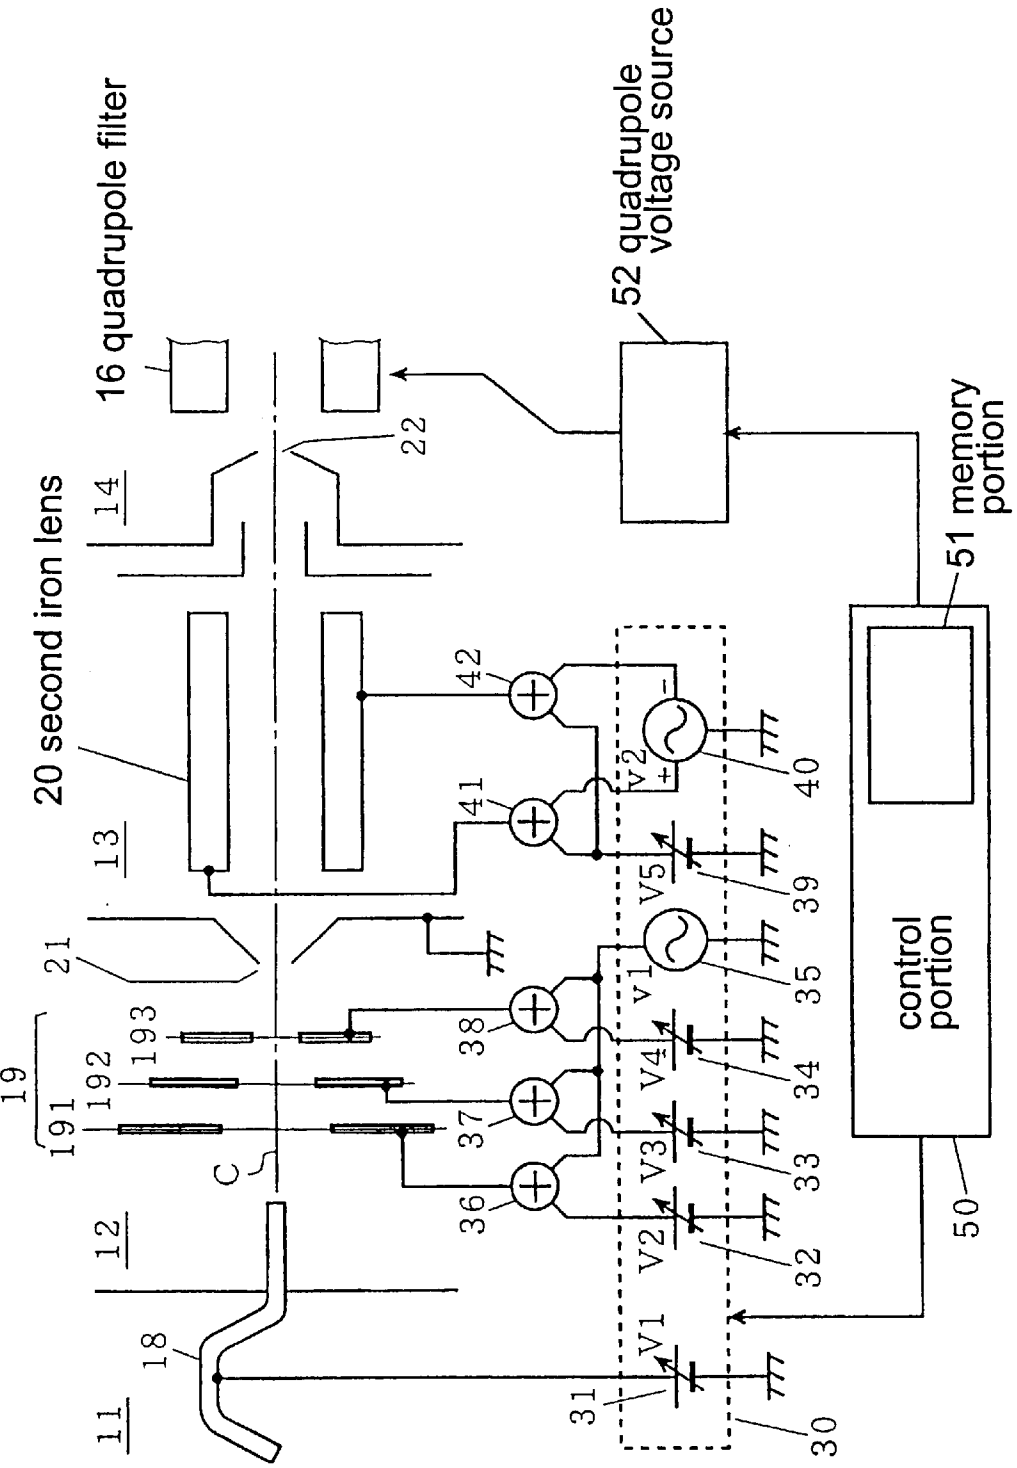 11
18
12
C
19
191
192
193
21
13
20 second iron lens
14
22
16 quadrupole filter
36
37
38
41
42
30
31
V1
V2
32
V3
33
V4
34
v1
35
V5
39
v2
+
-
40
52 quadrupole
voltage source
50
control
portion
51 memory
portion